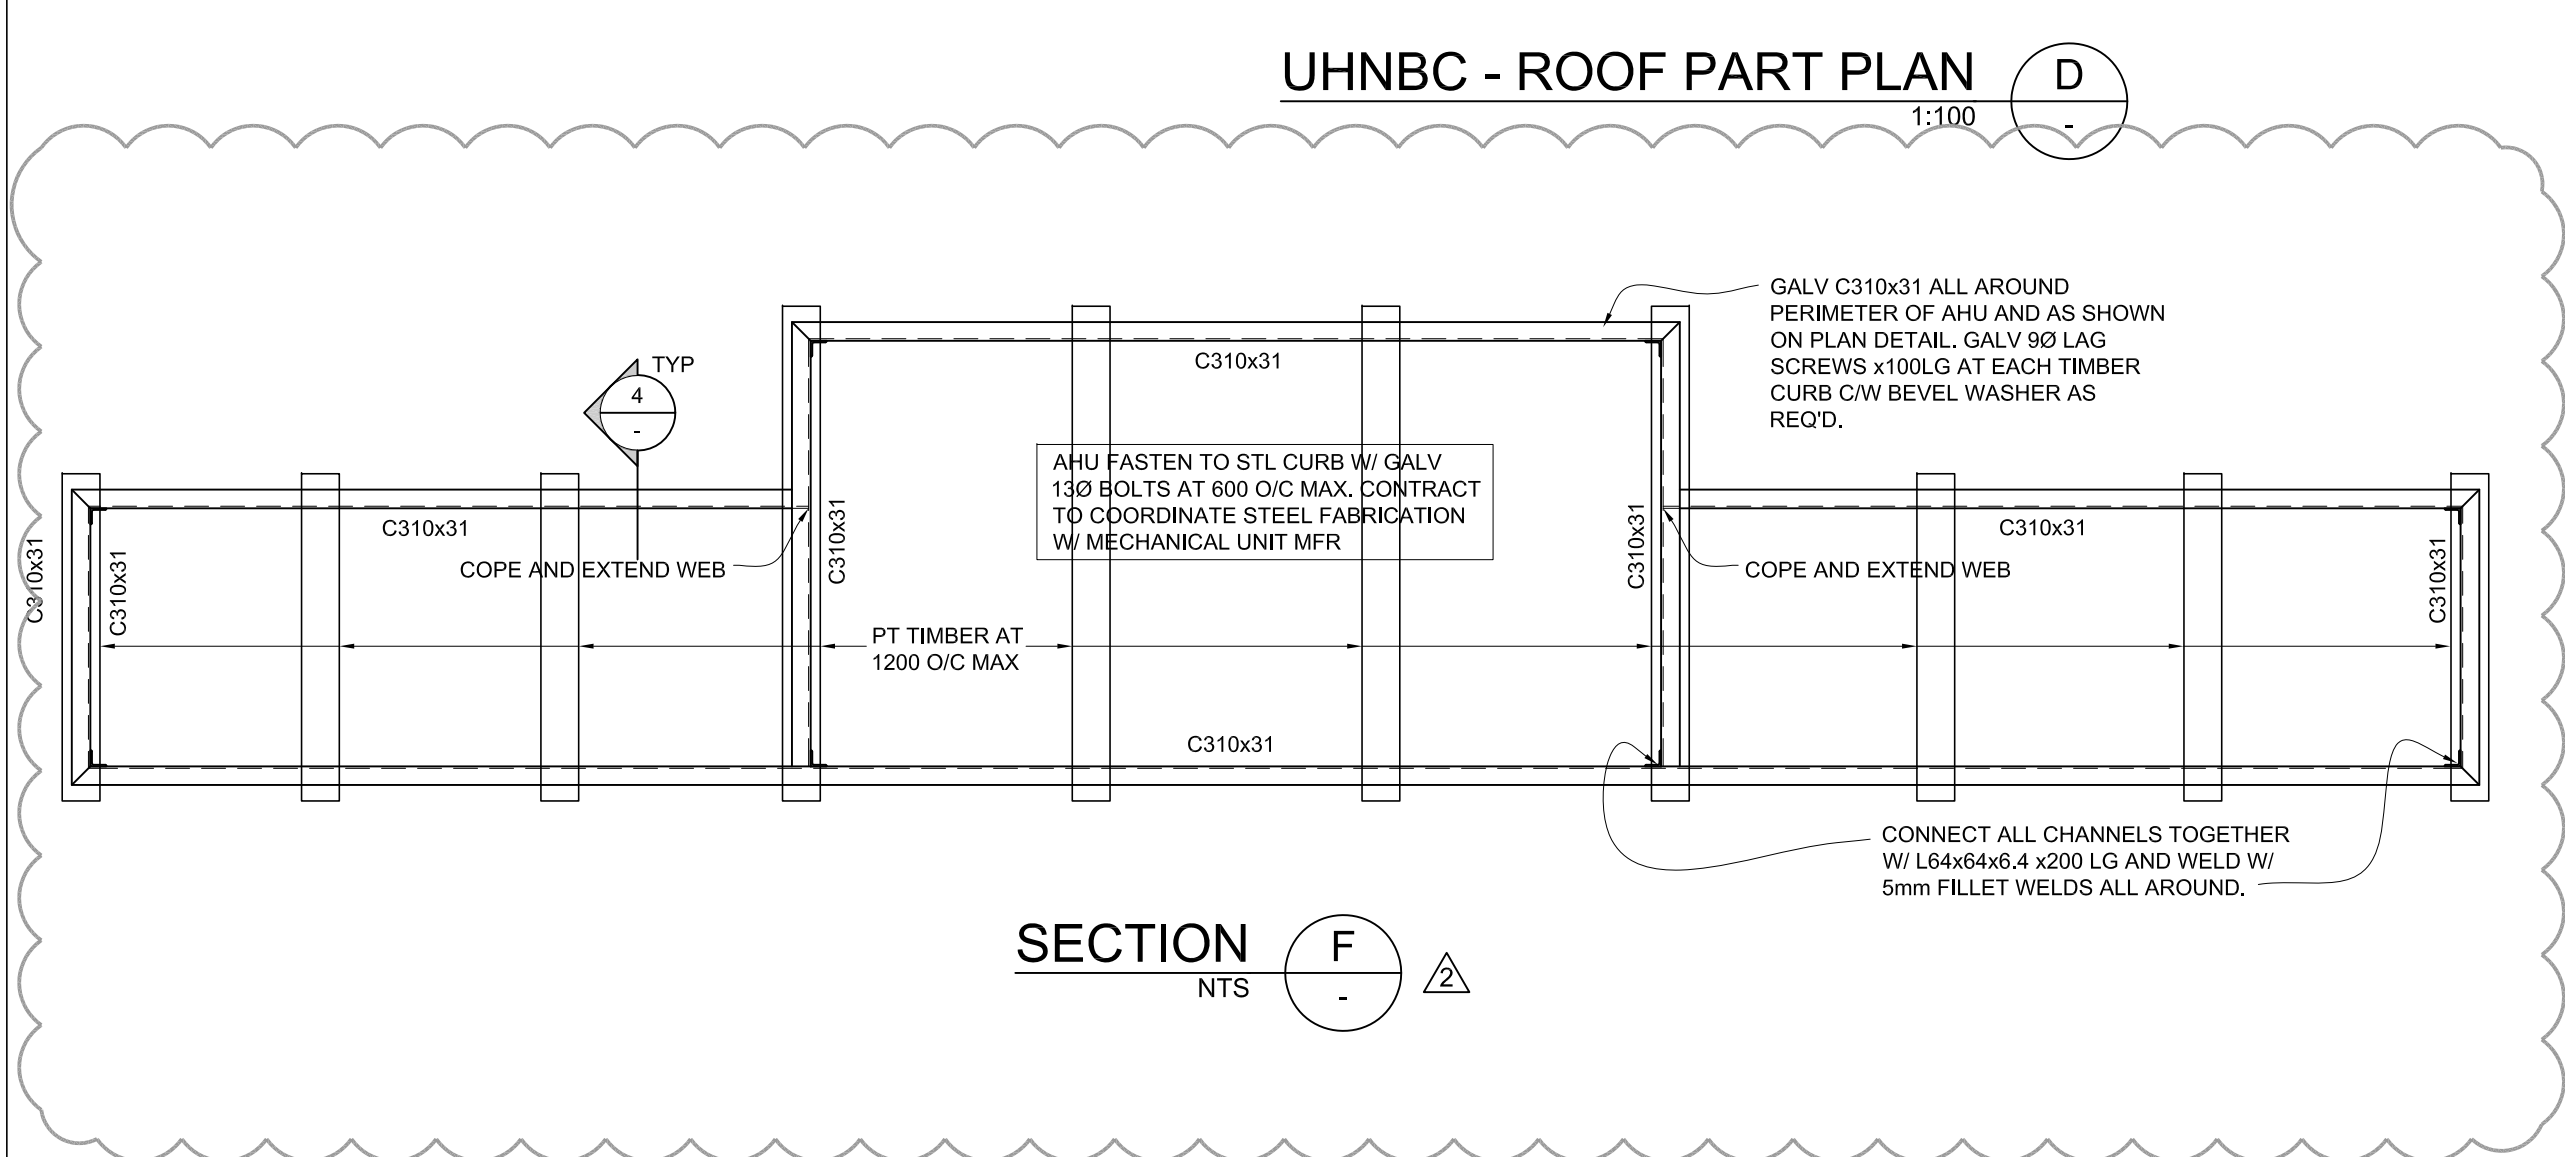 UHNBC - ROOF PART PLAN
1:100
D
-
GALV C310x31 ALL AROUND
PERIMETER OF AHU AND AS SHOWN
ON PLAN DETAIL. GALV 9Ø LAG
SCREWS x100LG AT EACH TIMBER
CURB C/W BEVEL WASHER AS
REQ'D.
TYP
4
-
C310x31
AHU FASTEN TO STL CURB W/ GALV
13Ø BOLTS AT 600 O/C MAX. CONTRACT
TO COORDINATE STEEL FABRICATION
W/ MECHANICAL UNIT MFR
C310x31
C310x31
C310x31
C310x31
C310x31
C310x31
C310x31
C310x31
COPE AND EXTEND WEB
COPE AND EXTEND WEB
PT TIMBER AT
1200 O/C MAX
C310x31
CONNECT ALL CHANNELS TOGETHER
W/ L64x64x6.4 x200 LG AND WELD W/
5mm FILLET WELDS ALL AROUND.
SECTION
NTS
F
-
2